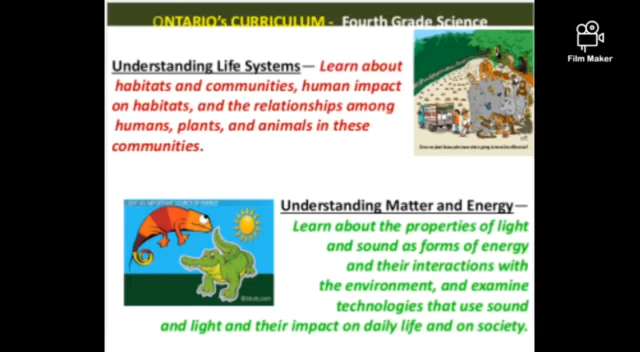 ONTARIO's CURRICULUM - Fourth Grade Science
Film Maker
Understanding Life Systems— Learn about
habitats and communities, human impact
on habitats, and the relationships among
humans, plants, and animals in these
communities.
Understanding Matter and Energy—
Learn about the properties of light
and sound as forms of energy
and their interactions with
the environment, and examine
technologies that use sound
and light and their impact on daily life and on society.